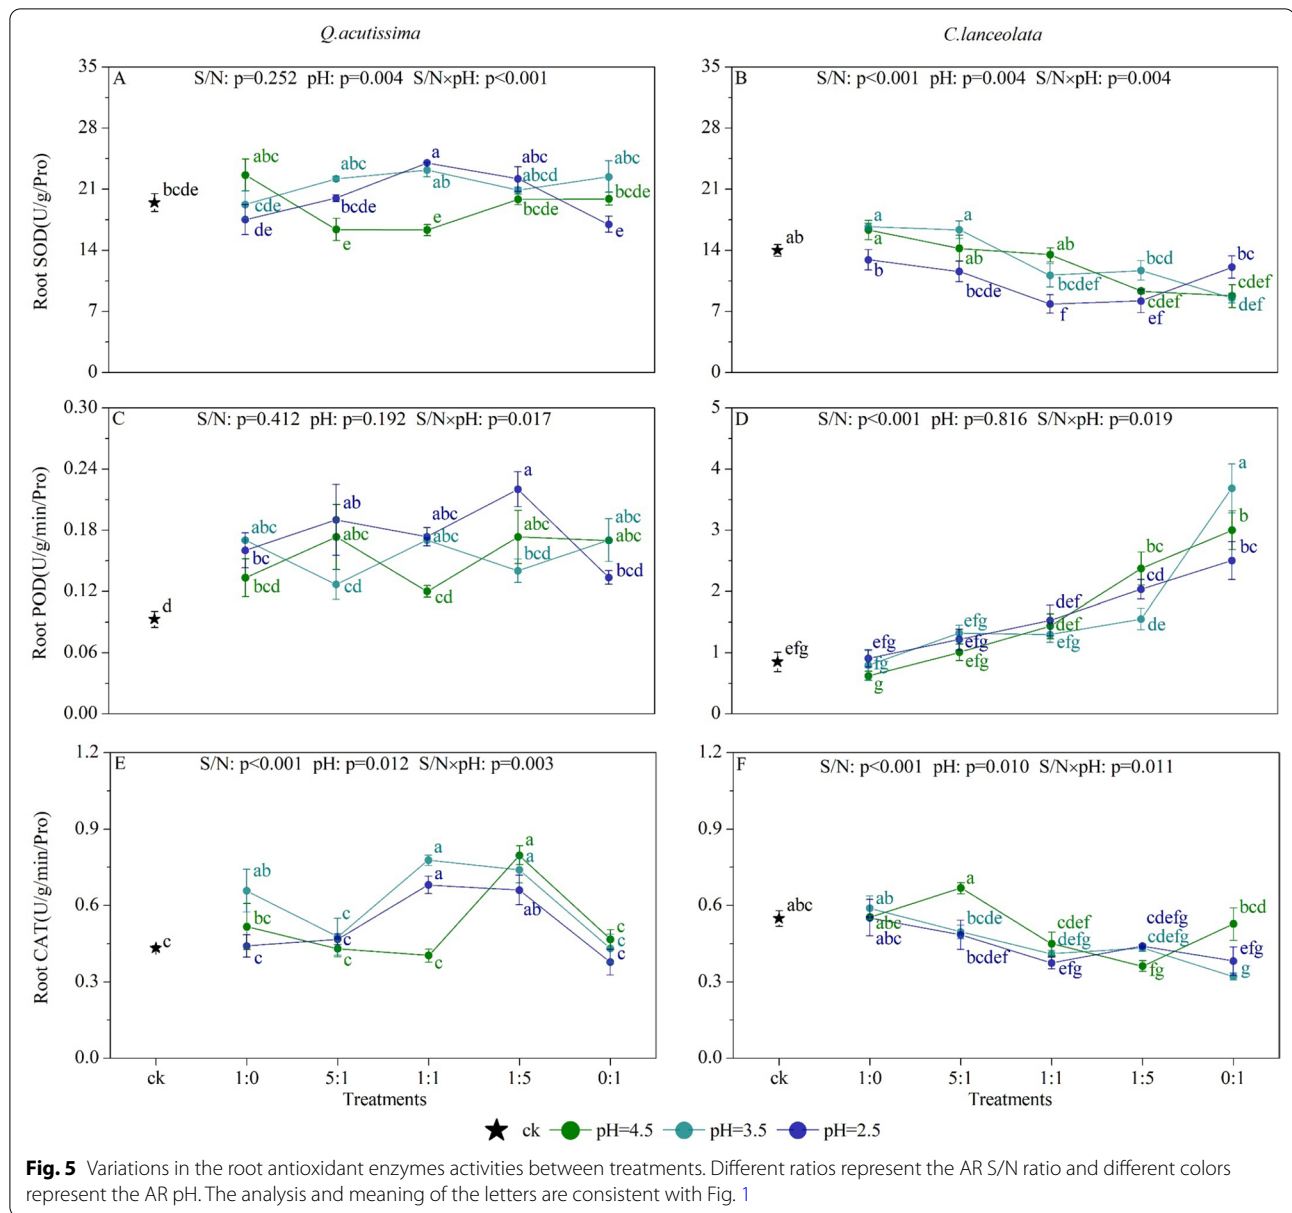 Q.acutissima
C.lanceolata
A
S/N: p=0.252 pH: p=0.004 S/N×pH: p<0.001
Root SOD(U/g/Pro)
35
28
21
14
7
0
bcde
abc
cde
de
abc
bcde
e
a
ab
e
abc
abcd
bcde
abc
bcde
e
B
S/N: p<0.001 pH: p=0.004 S/N×pH: p=0.004
35
28
21
14
7
0
ab
a
a
b
a
ab
bcde
ab
bcdef
f
bcd
cdef
ef
bc
cdef
def
C
S/N: p=0.412 pH: p=0.192 S/N×pH: p=0.017
Root POD(U/g/min/Pro)
0.30
0.24
0.18
0.12
0.06
0.00
d
abc
bc
bcd
ab
abc
cd
abc
abc
cd
a
abc
bcd
abc
abc
bcd
D
S/N: p<0.001 pH: p=0.816 S/N×pH: p=0.019
5
4
3
2
1
0
efg
efg
fg
g
efg
efg
efg
def
def
efg
bc
cd
de
a
b
bc
E
S/N: p<0.001 pH: p=0.012 S/N×pH: p=0.003
Root CAT(U/g/min/Pro)
1.2
0.9
0.6
0.3
0.0
c
ab
bc
c
c
c
c
a
a
c
a
a
ab
c
c
c
ck
1:0
5:1
1:1
1:5
0:1
Treatments
F
S/N: p<0.001 pH: p=0.010 S/N×pH: p=0.011
1.2
0.9
0.6
0.3
0.0
abc
ab
abc
abc
a
bcde
bcdef
cdef
defg
efg
cdefg
cdefg
fg
bcd
efg
g
ck
1:0
5:1
1:1
1:5
0:1
Treatments
ck pH=4.5 pH=3.5 pH=2.5
Fig. 5 Variations in the root antioxidant enzymes activities between treatments. Different ratios represent the AR S/N ratio and different colors
represent the AR pH. The analysis and meaning of the letters are consistent with Fig. 1